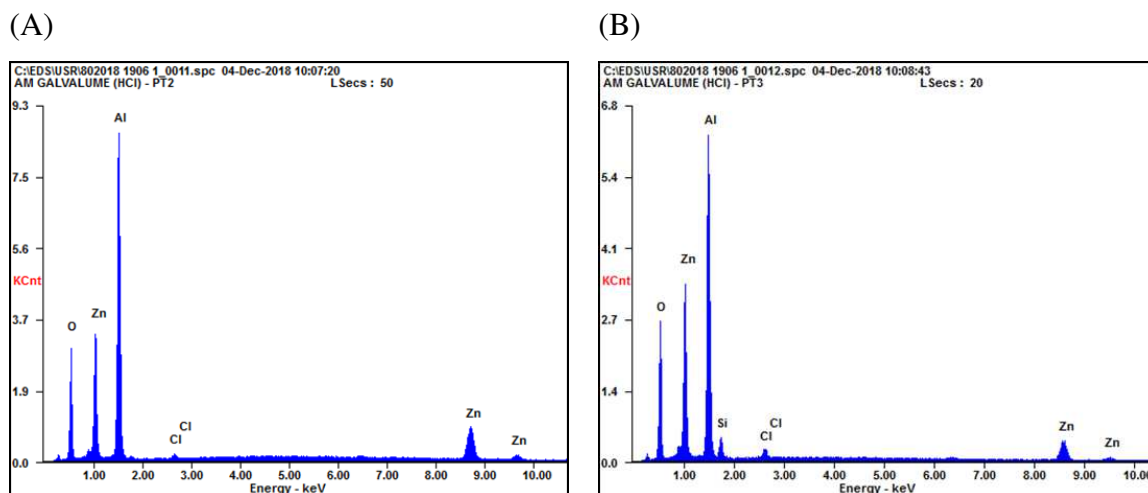 (A)
C:\EDS\USR\802018 1906 1_0011.spc 04-Dec-2018 10:07:20
AM GALVALUME (HCl) - PT2 LSecs : 50
9.3
7.5
5.6
KCnt
3.7
1.9
0.0
O
Zn
Al
Cl
Cl
Zn
Zn
1.00 2.00 3.00 4.00 5.00 6.00 7.00 8.00 9.00 10.00
Energy - keV
(B)
C:\EDS\USR\802018 1906 1_0012.spc 04-Dec-2018 10:08:43
AM GALVALUME (HCl) - PT3 LSecs : 20
6.8
5.4
4.1
KCnt
2.7
1.4
0.0
O
Zn
Al
Si
Cl
Cl
Zn
Zn
1.00 2.00 3.00 4.00 5.00 6.00 7.00 8.00 9.00 10.00
Energy - keV